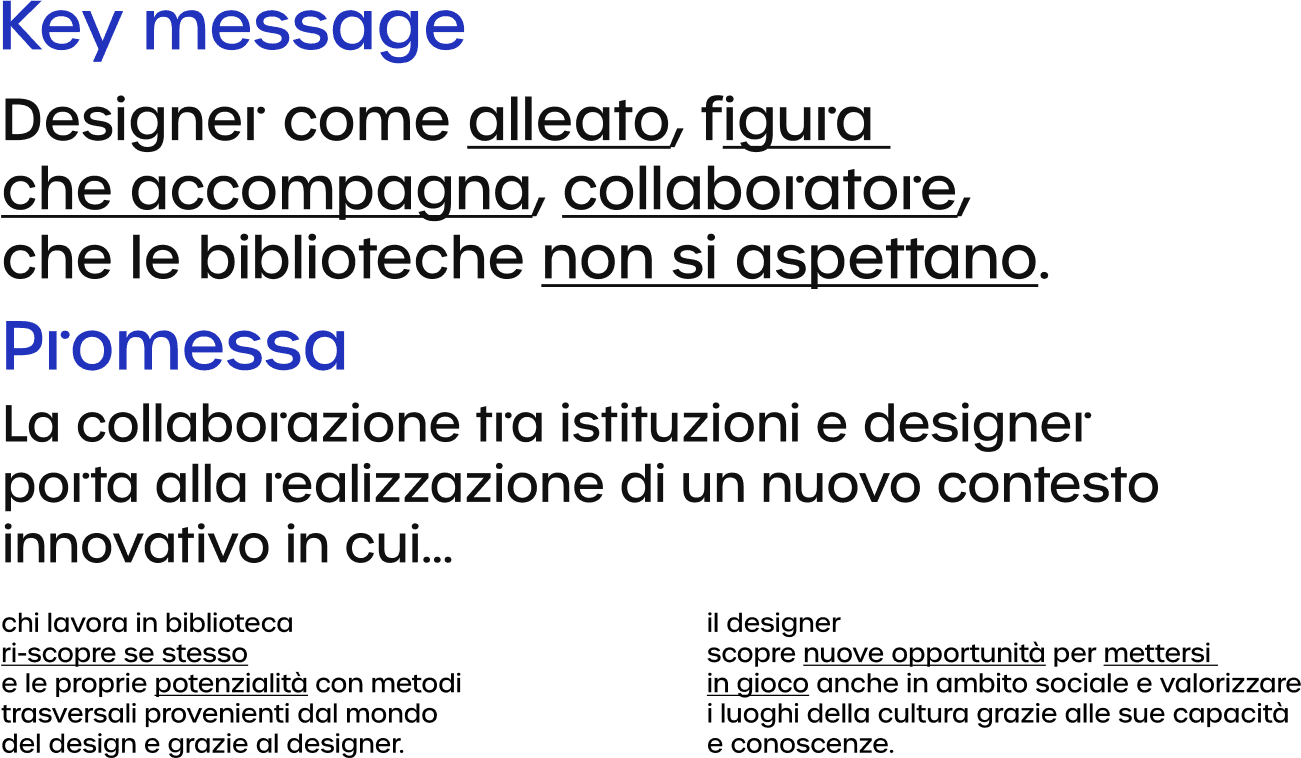 Key message
Designer come alleato, figura
che accompagna, collaboratore,
che le biblioteche non si aspettano.
Promessa
La collaborazione tra istituzioni e designer
porta alla realizzazione di un nuovo contesto
innovativo in cui...
chi lavora in biblioteca
ri-scopre se stesso
e le proprie potenzialità con metodi
trasversali provenienti dal mondo
del design e grazie al designer.
il designer
scopre nuove opportunità per mettersi
in gioco anche in ambito sociale e valorizzare
i luoghi della cultura grazie alle sue capacità
e conoscenze.